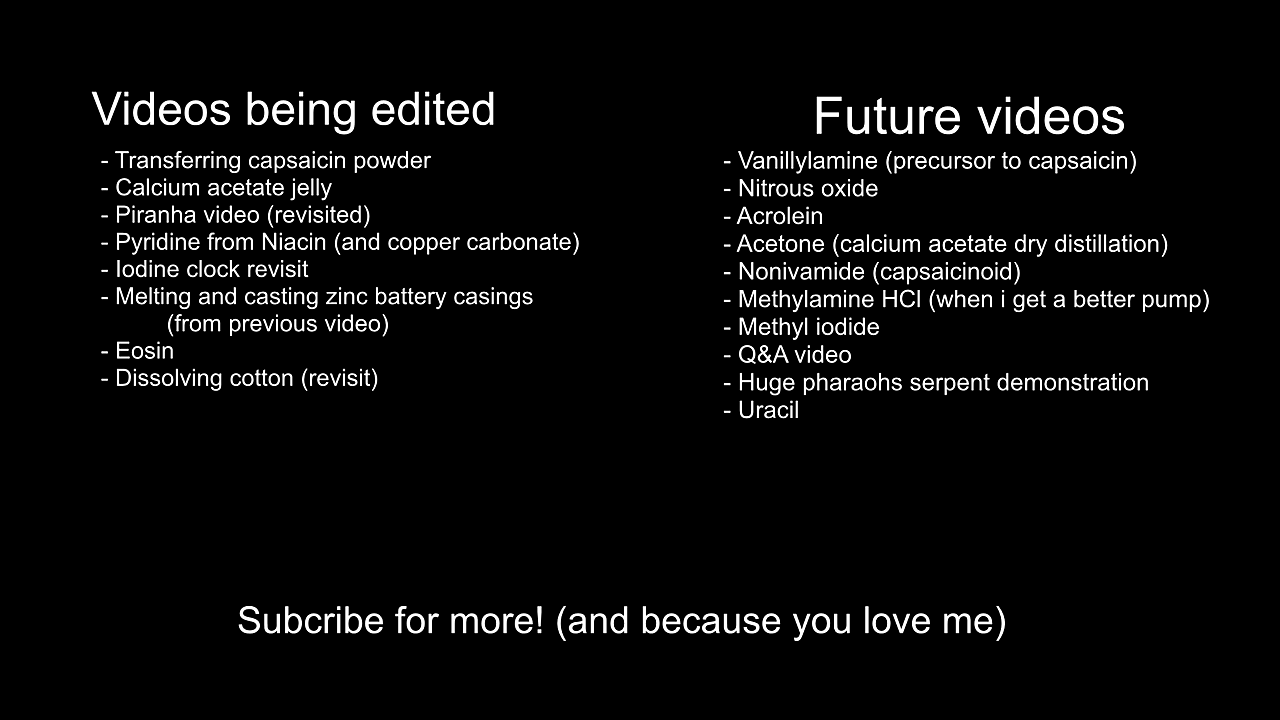 Videos being edited
- Transferring capsaicin powder
- Calcium acetate jelly
- Piranha video (revisited)
- Pyridine from Niacin (and copper carbonate)
- Iodine clock revisit
- Melting and casting zinc battery casings
(from previous video)
- Eosin
- Dissolving cotton (revisit)
Future videos
- Vanillylamine (precursor to capsaicin)
- Nitrous oxide
- Acrolein
- Acetone (calcium acetate dry distillation)
- Nonivamide (capsaicinoid)
- Methylamine HCl (when i get a better pump)
- Methyl iodide
- Q&A video
- Huge pharaohs serpent demonstration
- Uracil
Subcribe for more! (and because you love me)